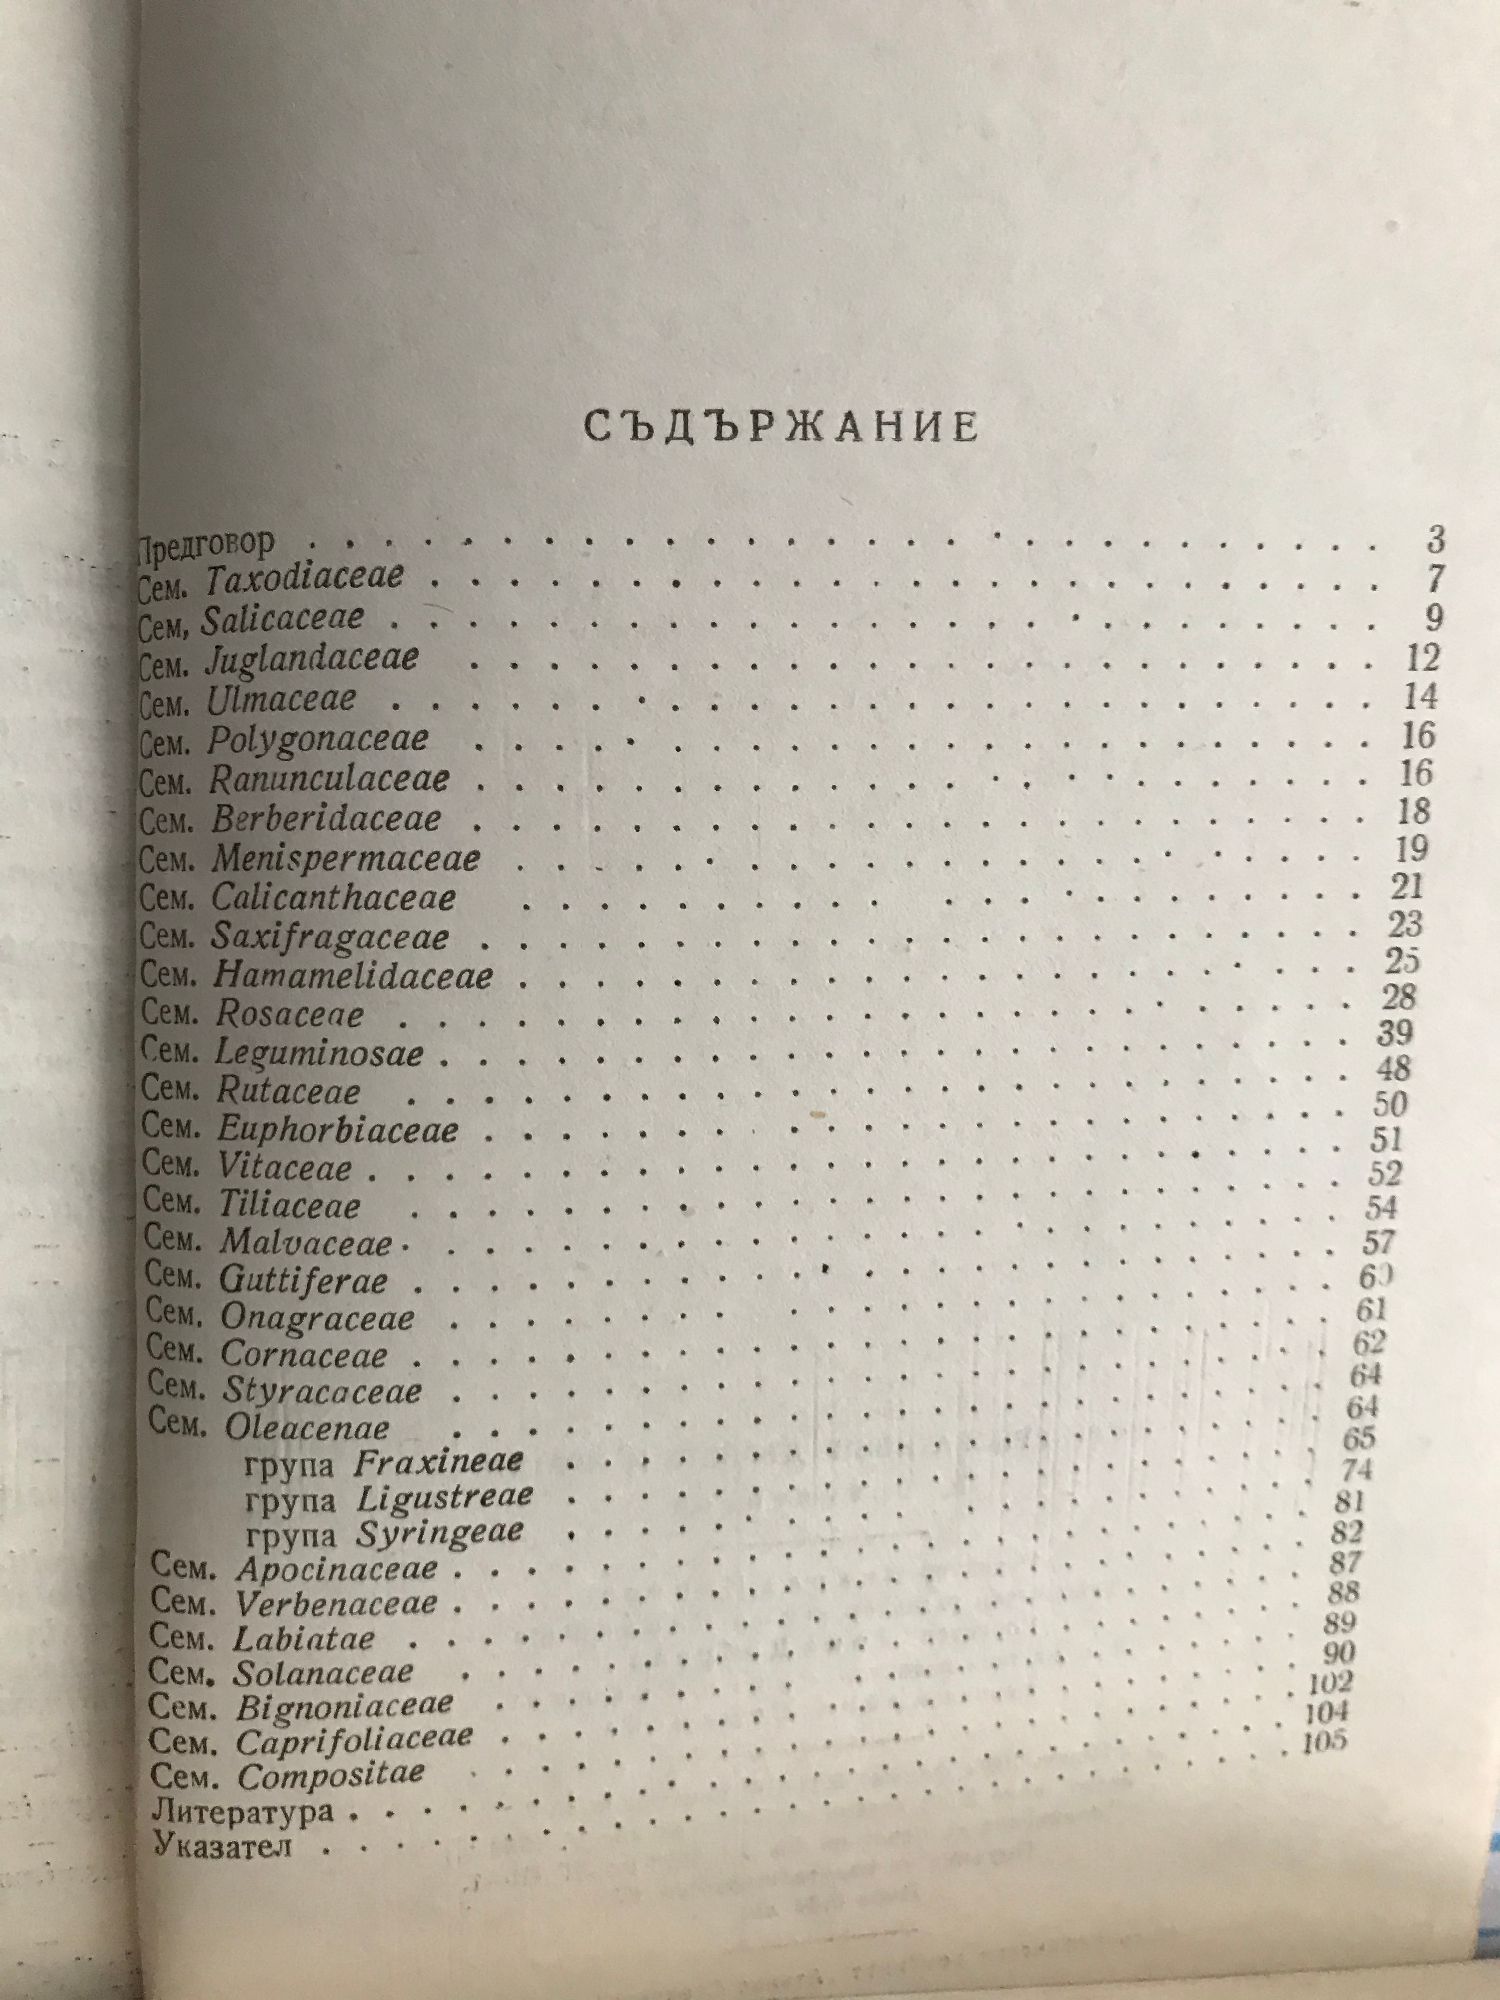 СЪДЪРЖАНИЕ
Предговор . . . . . . . . . . . . . . . . . . . . . . . . . . . 3
Сем. Taxodiaceae . . . . . . . . . . . . . . . . . . . . . . . . 7
Сем, Salicaceae . . . . . . . . . . . . . . . . . . . . . . . . . 9
Сем. Juglandaceae . . . . . . . . . . . . . . . . . . . . . . . 12
Сем. Ulmaceae . . . . . . . . . . . . . . . . . . . . . . . . . 14
Сем. Polygonaceae . . . . . . . . . . . . . . . . . . . . . . . 16
Сем. Ranunculaceae . . . . . . . . . . . . . . . . . . . . . . . 16
Сем. Berberidaceae . . . . . . . . . . . . . . . . . . . . . . . 18
Сем. Menispermaceae . . . . . . . . . . . . . . . . . . . . . . 19
Сем. Calicanthaceae . . . . . . . . . . . . . . . . . . . . . . 21
Сем. Saxifragaceae . . . . . . . . . . . . . . . . . . . . . . . 23
Сем. Hamamelidaceae . . . . . . . . . . . . . . . . . . . . . . 25
Сем. Rosaceae . . . . . . . . . . . . . . . . . . . . . . . . . 28
Сем. Leguminosae . . . . . . . . . . . . . . . . . . . . . . . . 39
Сем. Rutaceae . . . . . . . . . . . . . . . . . . . . . . . . . 48
Сем. Euphorbiaceae . . . . . . . . . . . . . . . . . . . . . . . 50
Сем. Vitaceae . . . . . . . . . . . . . . . . . . . . . . . . . 51
Сем. Tiliaceae . . . . . . . . . . . . . . . . . . . . . . . . . 52
Сем. Malvaceae . . . . . . . . . . . . . . . . . . . . . . . . . 54
Сем. Guttiferae . . . . . . . . . . . . . . . . . . . . . . . . 57
Сем. Onagraceae . . . . . . . . . . . . . . . . . . . . . . . . 60
Сем. Cornaceae . . . . . . . . . . . . . . . . . . . . . . . . . 61
Сем. Styracaceae . . . . . . . . . . . . . . . . . . . . . . . . 62
Сем. Oleacenae . . . . . . . . . . . . . . . . . . . . . . . . . 64
група Fraxineae . . . . . . . . . . . . . . . . . . . . 64
група Ligustreae . . . . . . . . . . . . . . . . . . . . 65
група Syringeae . . . . . . . . . . . . . . . . . . . . 74
Сем. Apocinaceae . . . . . . . . . . . . . . . . . . . . . . . . 81
Сем. Verbenaceae . . . . . . . . . . . . . . . . . . . . . . . . 82
Сем. Labiatae . . . . . . . . . . . . . . . . . . . . . . . . . 87
Сем. Solanaceae . . . . . . . . . . . . . . . . . . . . . . . . 88
Сем. Bignoniaceae . . . . . . . . . . . . . . . . . . . . . . . 89
Сем. Caprifoliaceae . . . . . . . . . . . . . . . . . . . . . . 90
Сем. Compositae . . . . . . . . . . . . . . . . . . . . . . . . 102
Литература . . . . . . . . . . . . . . . . . . . . . . . . . . . 104
Указател . . . . . . . . . . . . . . . . . . . . . . . . . . . . 105